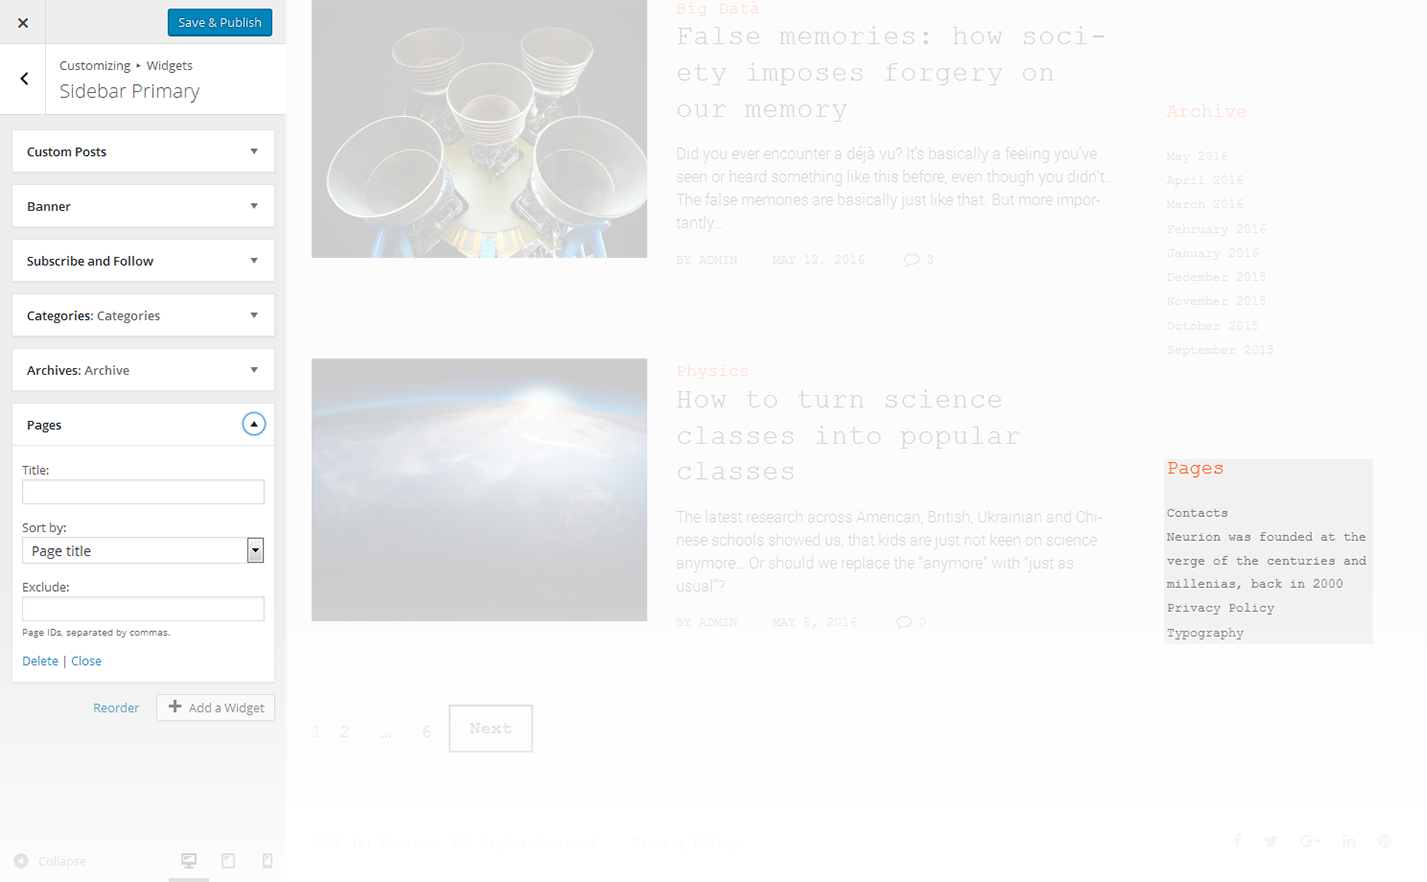 Save & Publish
Customizing ▸ Widgets
Sidebar Primary
Custom Posts
Banner
Subscribe and Follow
Categories: Categories
Archives: Archive
Pages
Title:
Sort by:
Page title
Exclude:
Page IDs, separated by commas.
Delete | Close
Reorder
Add a Widget
Collapse
Big Data
False memories: how soci-
ety imposes forgery on
our memory
Did you ever encounter a déjà vu? It's basically a feeling you've
seen or heard something like this before, even though you didn't...
The false memories are basically just like that. But more impor-
tantly...
BY ADMIN MAY 12, 2016 3
Physics
How to turn science
classes into popular
classes
The latest research across American, British, Ukrainian and Chi-
nese schools showed us, that kids are just not keen on science
anymore... Or should we replace the “anymore” with “just as
usual”?
BY ADMIN MAY 8, 2016 0
1 2 … 6 Next
2016 (c) Neurion. All Rights Reserved Privacy Policy
Archive
May 2016
April 2016
March 2016
February 2016
January 2016
December 2015
November 2015
October 2015
September 2015
Pages
Contacts
Neurion was founded at the
verge of the centuries and
millenias, back in 2000
Privacy Policy
Typography